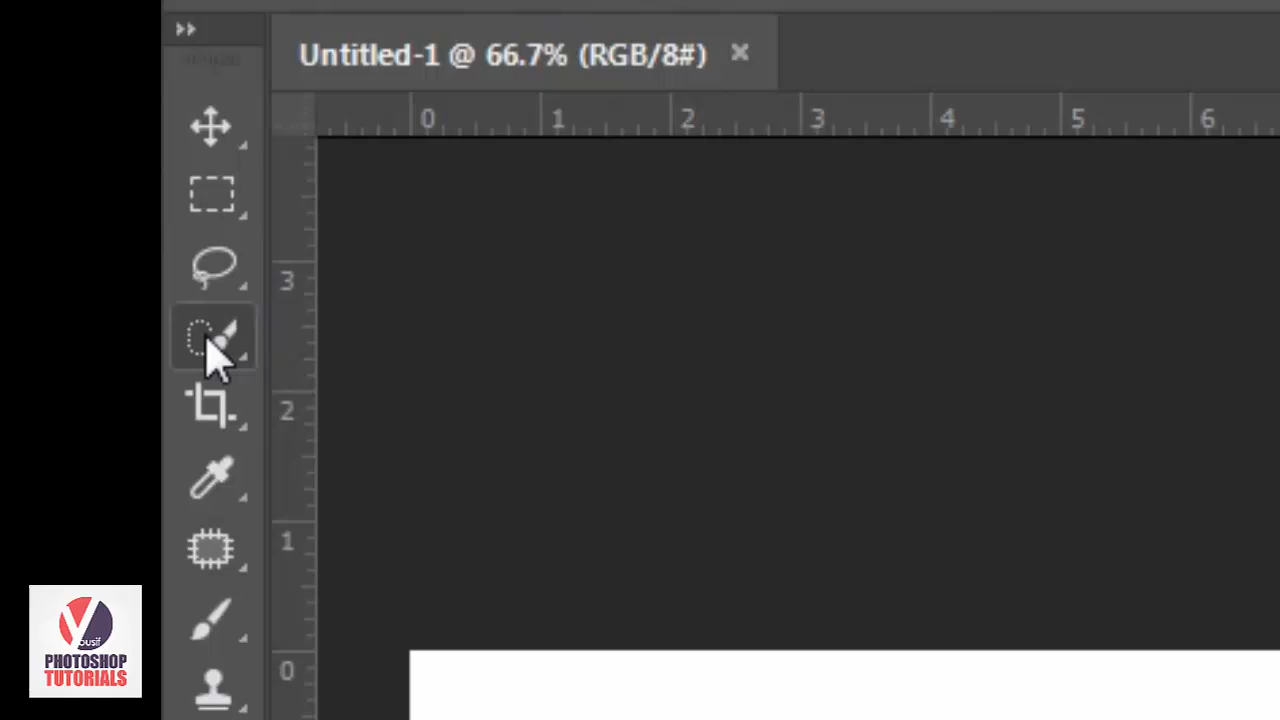 Untitled-1 @ 66.7% (RGB/8#) ×
0 1 2 3 4 5 6
3
2
1
0
Yousif
PHOTOSHOP
TUTORIALS